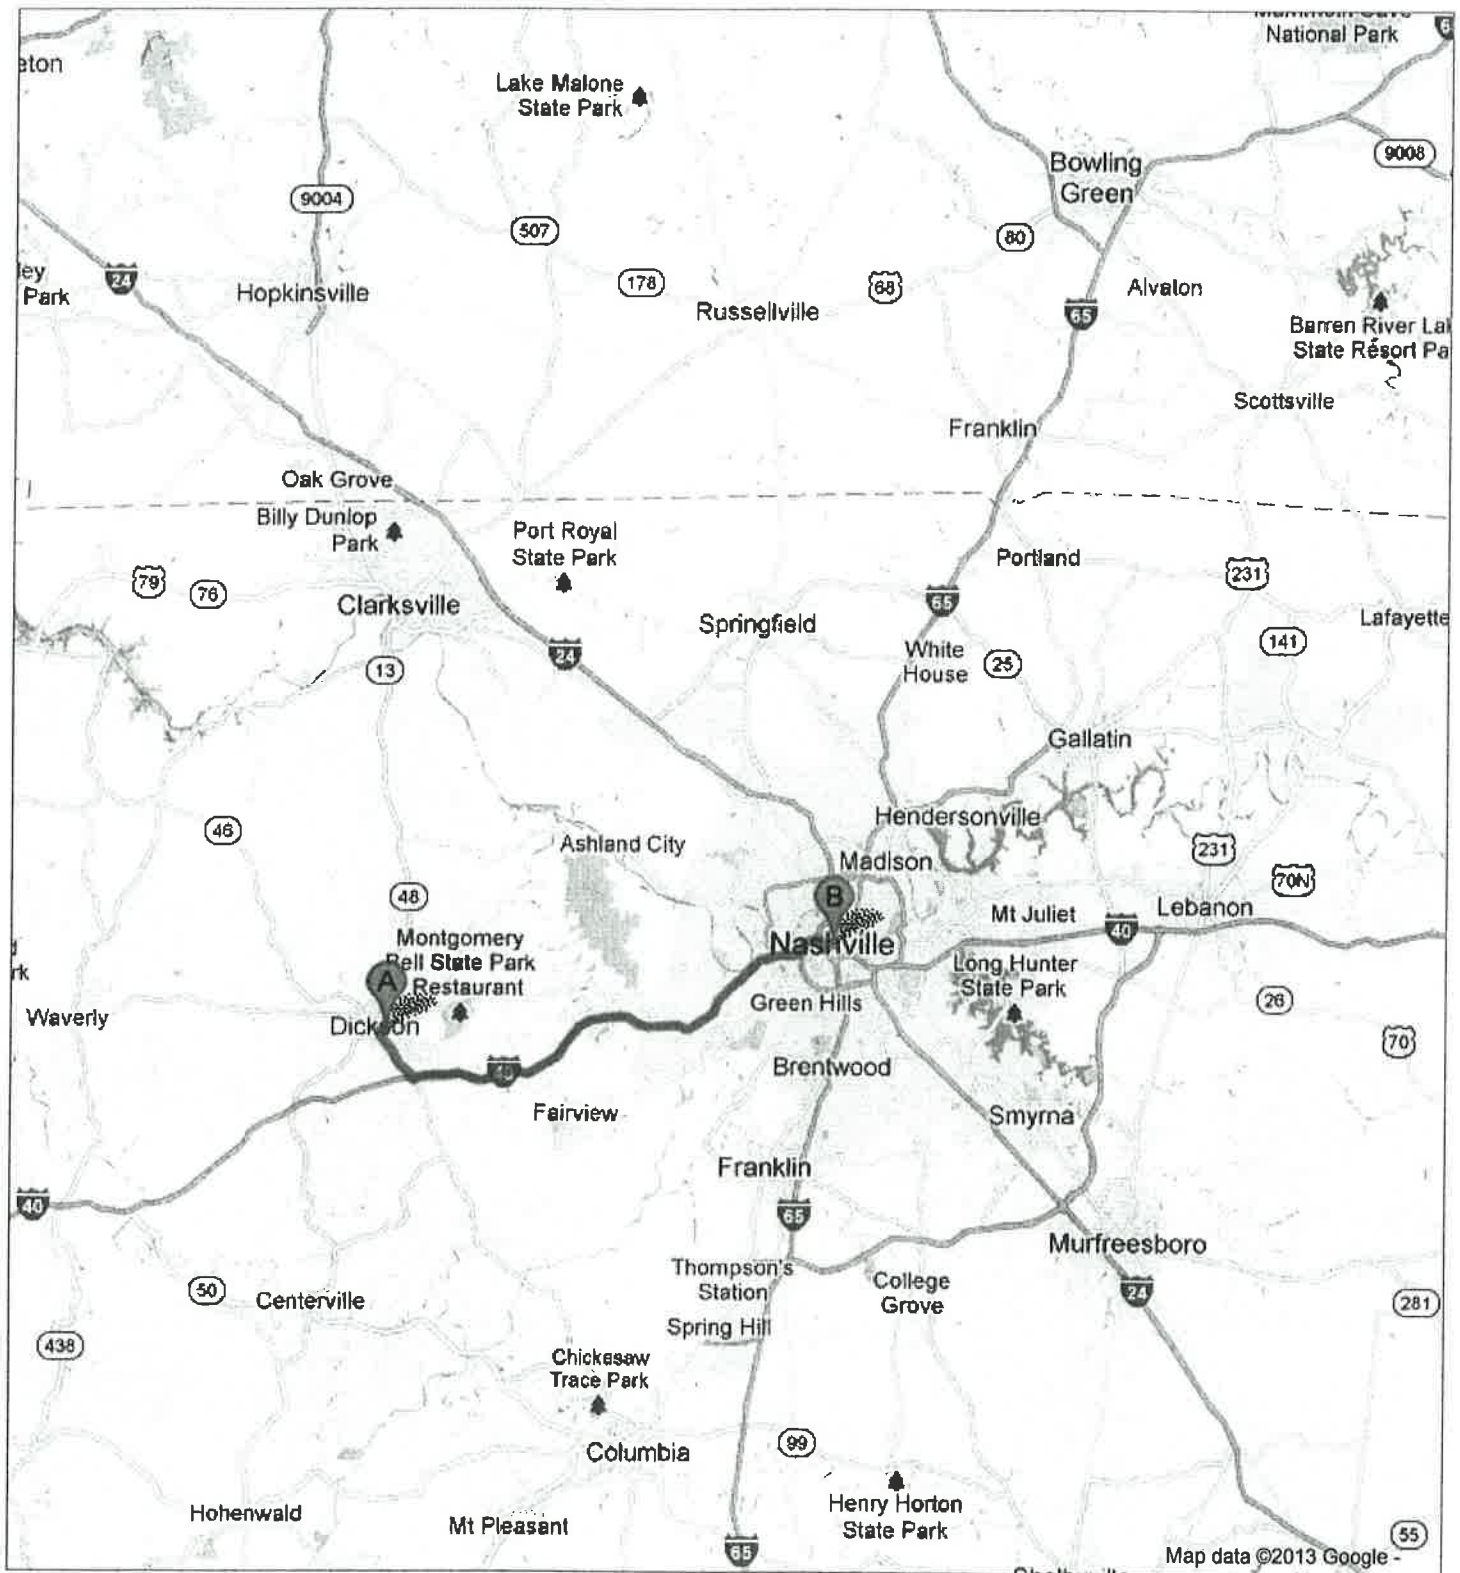 National Park
eton
Lake Malone
State Park
9008
Bowling
Green
9004
507
80
ley
Park
24
Hopkinsville
178
68
Alvaton
Russellville
65
Barren River Lak
State Resort Pa
Scottsville
Franklin
Oak Grove
Billy Dunlop
Park
Port Royal
State Park
Portland
79
76
231
65
Clarksville
Springfield
Lafayette
141
White
House
25
13
24
Gallatin
Hendersonville
46
Ashland City
231
Madison
70N
48
B
Mt Juliet
Lebanon
40
Montgomery
Bell State Park
Restaurant
Nashville
A
Long Hunter
State Park
rk
Waverly
Dickson
Green Hills
26
70
Brentwood
40
Fairview
Smyrna
Franklin
40
65
Murfreesboro
Thompson's
Station
College
Grove
24
50
Centerville
281
Spring Hill
438
Chickasaw
Trace Park
99
Columbia
Henry Horton
State Park
Hohenwald
Mt Pleasant
65
55
Map data ©2013 Google -